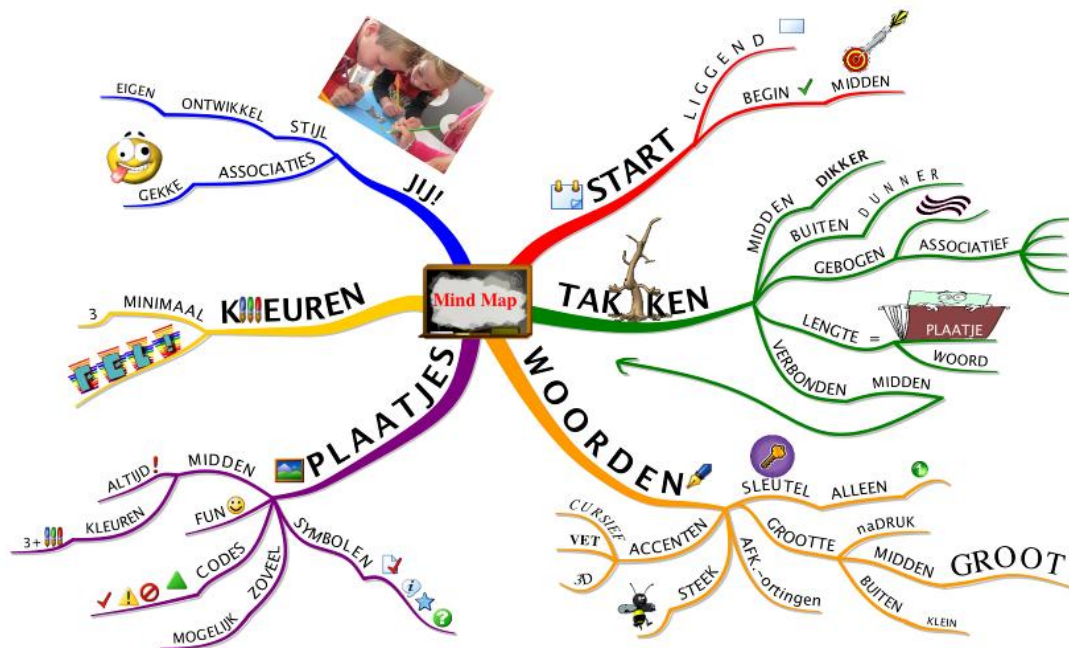 Mind Map
START
LIGGEND
BEGIN
MIDDEN
TAKKEN
MIDDEN
DIKKER
BUITEN
DUNNER
GEBOGEN
ASSOCIATIEF
LENGTE =
PLAATJE
WOORD
VERBONDEN
MIDDEN
WOORDEN
SLEUTEL
ALLEEN
1
GROOTTE
naDRUK
MIDDEN
GROOT
BUITEN
KLEIN
AFK.-ortingen
STEEK
ACCENTEN
CURSIEF
VET
3D
PLAATJES
MIDDEN
ALTIJD!
KLEUREN
3+
FUN
CODES
ZOVEEL
MOGELIJK
SYMBOLEN
KLEUREN
MINIMAAL
3
JIJ!
STIJL
ONTWIKKEL
EIGEN
ASSOCIATIES
GEKKE